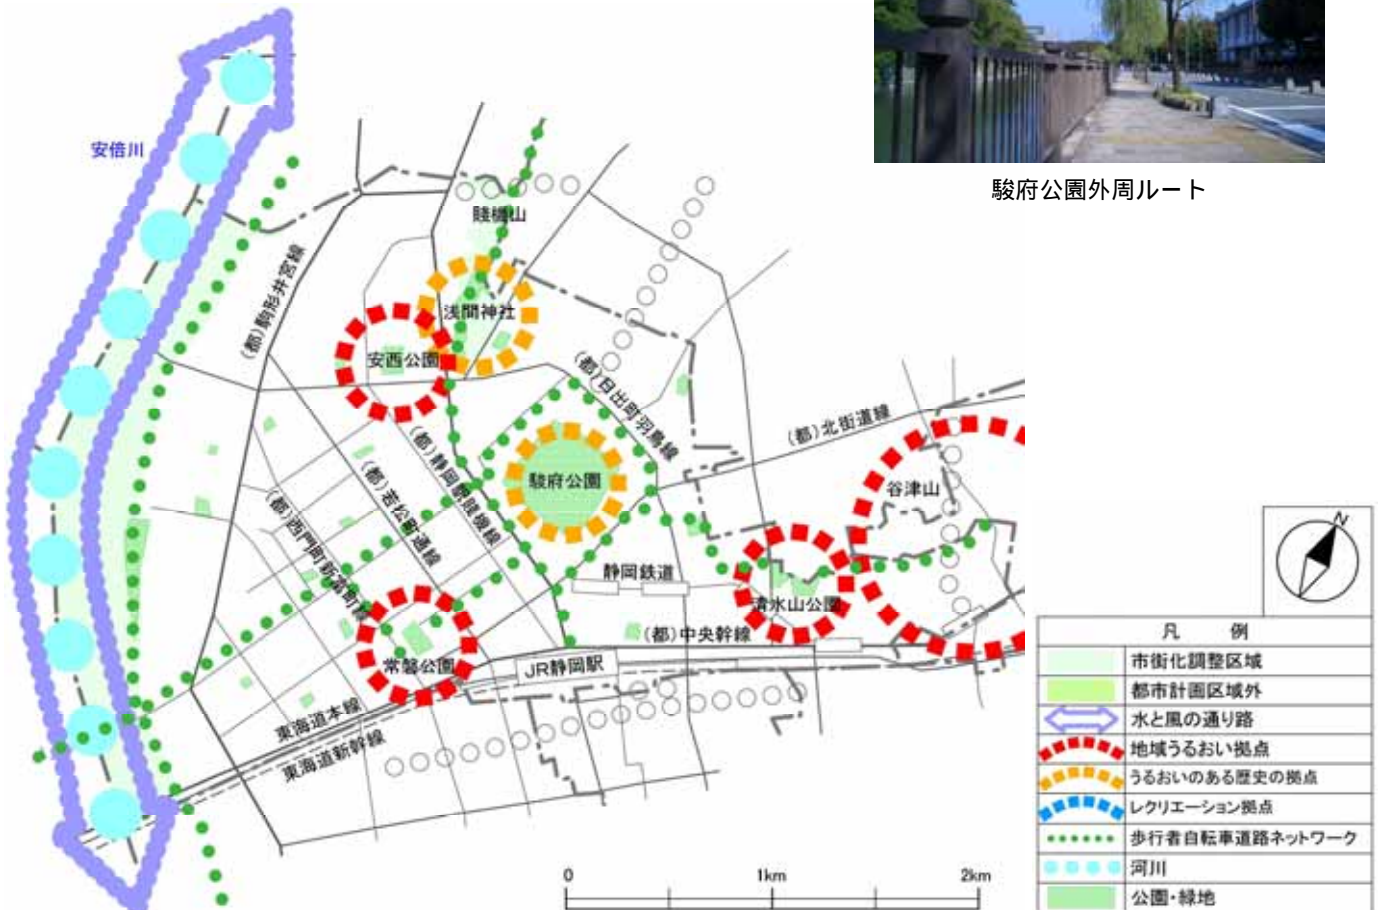 駿府公園外周ルート
安倍川
賤機山
(都)駒形井宮線
浅間神社
安西公園
(都)日出町羽鳥線
(都)北街道線
(都)静岡駅賤機線
(都)若松町通線
(都)西門町新富町線
駿府公園
谷津山
静岡鉄道
清水山公園
(都)中央幹線
常磐公園
JR静岡駅
東海道本線
東海道新幹線
N
凡 例
市街化調整区域
都市計画区域外
水と風の通り路
地域うるおい拠点
うるおいのある歴史の拠点
レクリエーション拠点
歩行者自転車道路ネットワーク
河川
公園・緑地
0 1km 2km